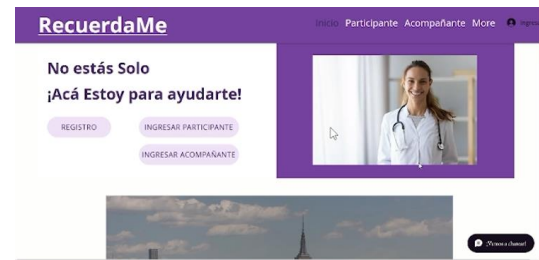 RecuerdaMe
Inicio Participante Acompañante More
No estás Solo
¡Acá Estoy para ayudarte!
REGISTRO
INGRESAR PARTICIPANTE
INGRESAR ACOMPAÑANTE